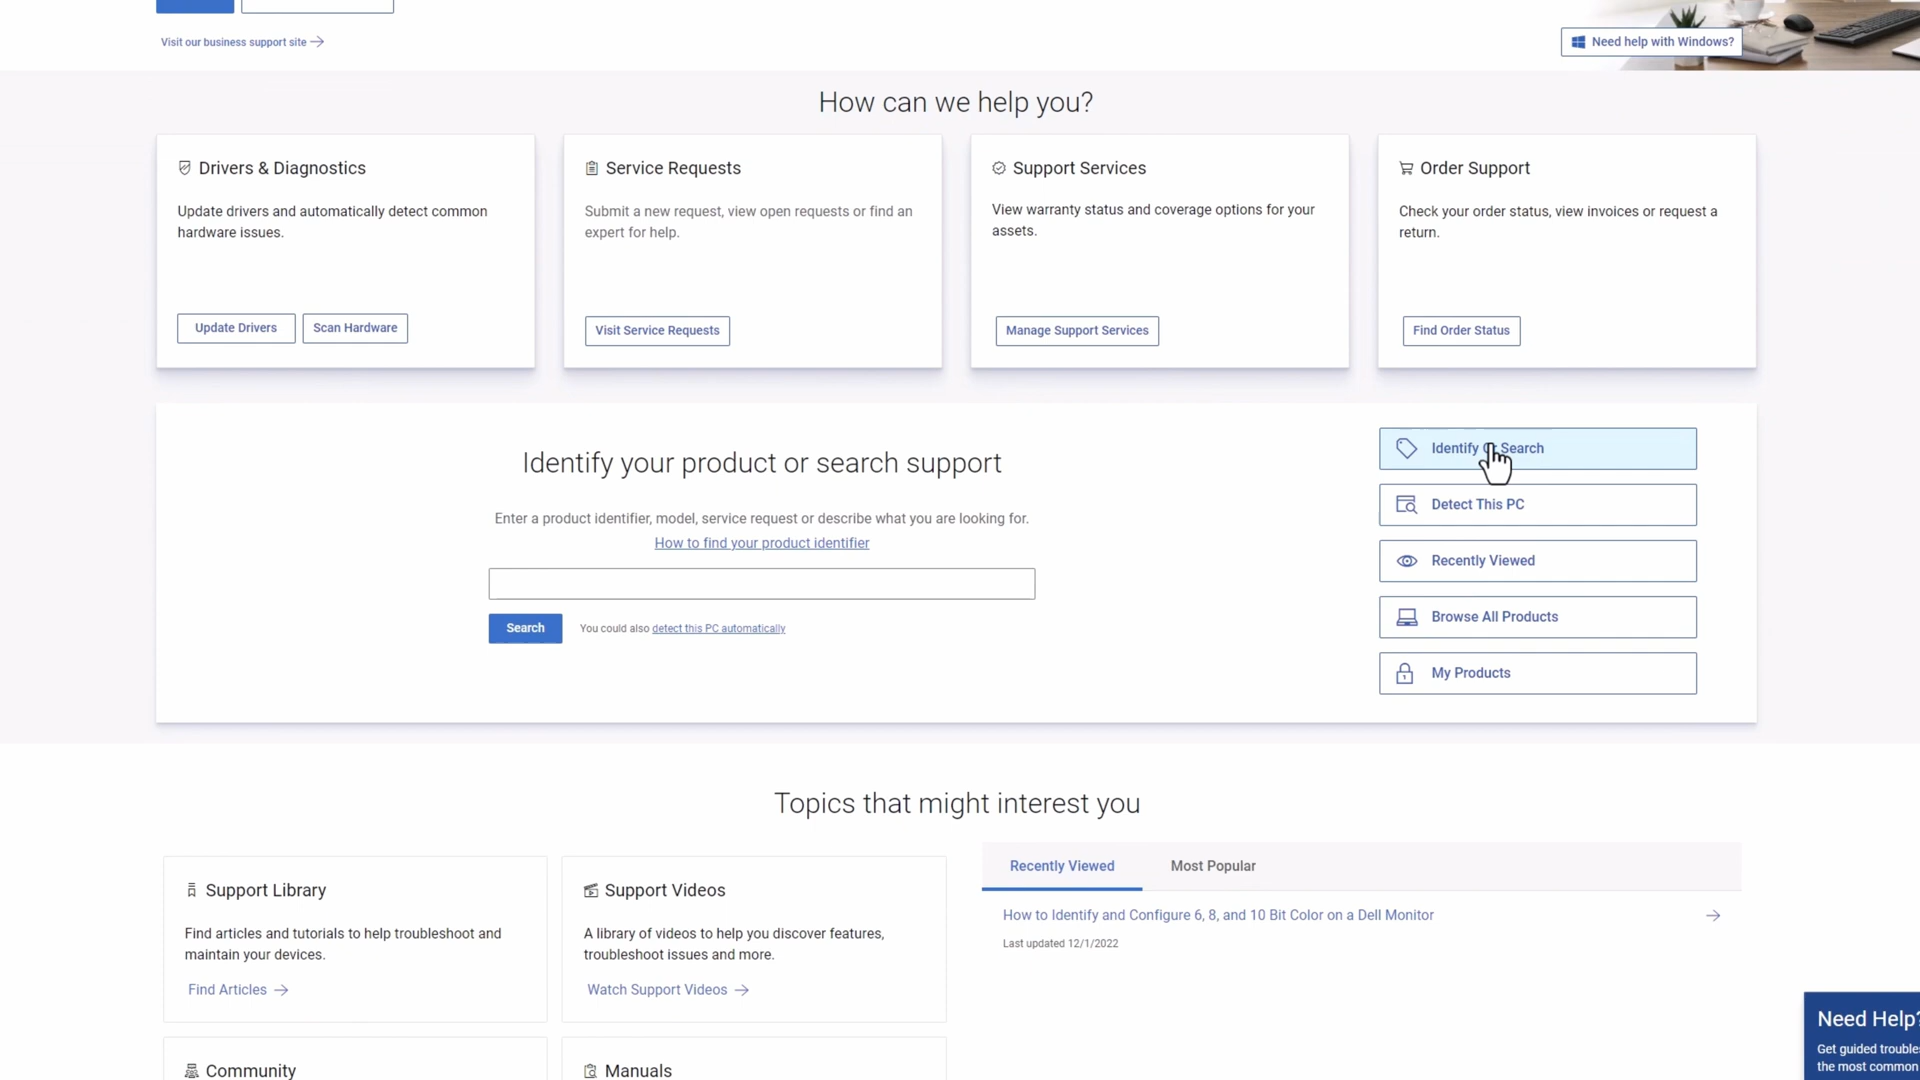 Visit our business support site
Need help with Windows?
How can we help you?
Drivers & Diagnostics
Update drivers and automatically detect common
hardware issues.
Update Drivers
Scan Hardware
Service Requests
Submit a new request, view open requests or find an
expert for help.
Visit Service Requests
Support Services
View warranty status and coverage options for your
assets.
Manage Support Services
Order Support
Check your order status, view invoices or request a
return.
Find Order Status
Identify your product or search support
Enter a product identifier, model, service request or describe what you are looking for.
How to find your product identifier
Search
You could also detect this PC automatically
Identify Or Search
Detect This PC
Recently Viewed
Browse All Products
My Products
Topics that might interest you
Support Library
Find articles and tutorials to help troubleshoot and
maintain your devices.
Find Articles
Support Videos
A library of videos to help you discover features,
troubleshoot issues and more.
Watch Support Videos
Recently Viewed
Most Popular
How to Identify and Configure 6, 8, and 10 Bit Color on a Dell Monitor
Last updated 12/1/2022
Community
Manuals
Need Help?
Get guided trouble
the most common